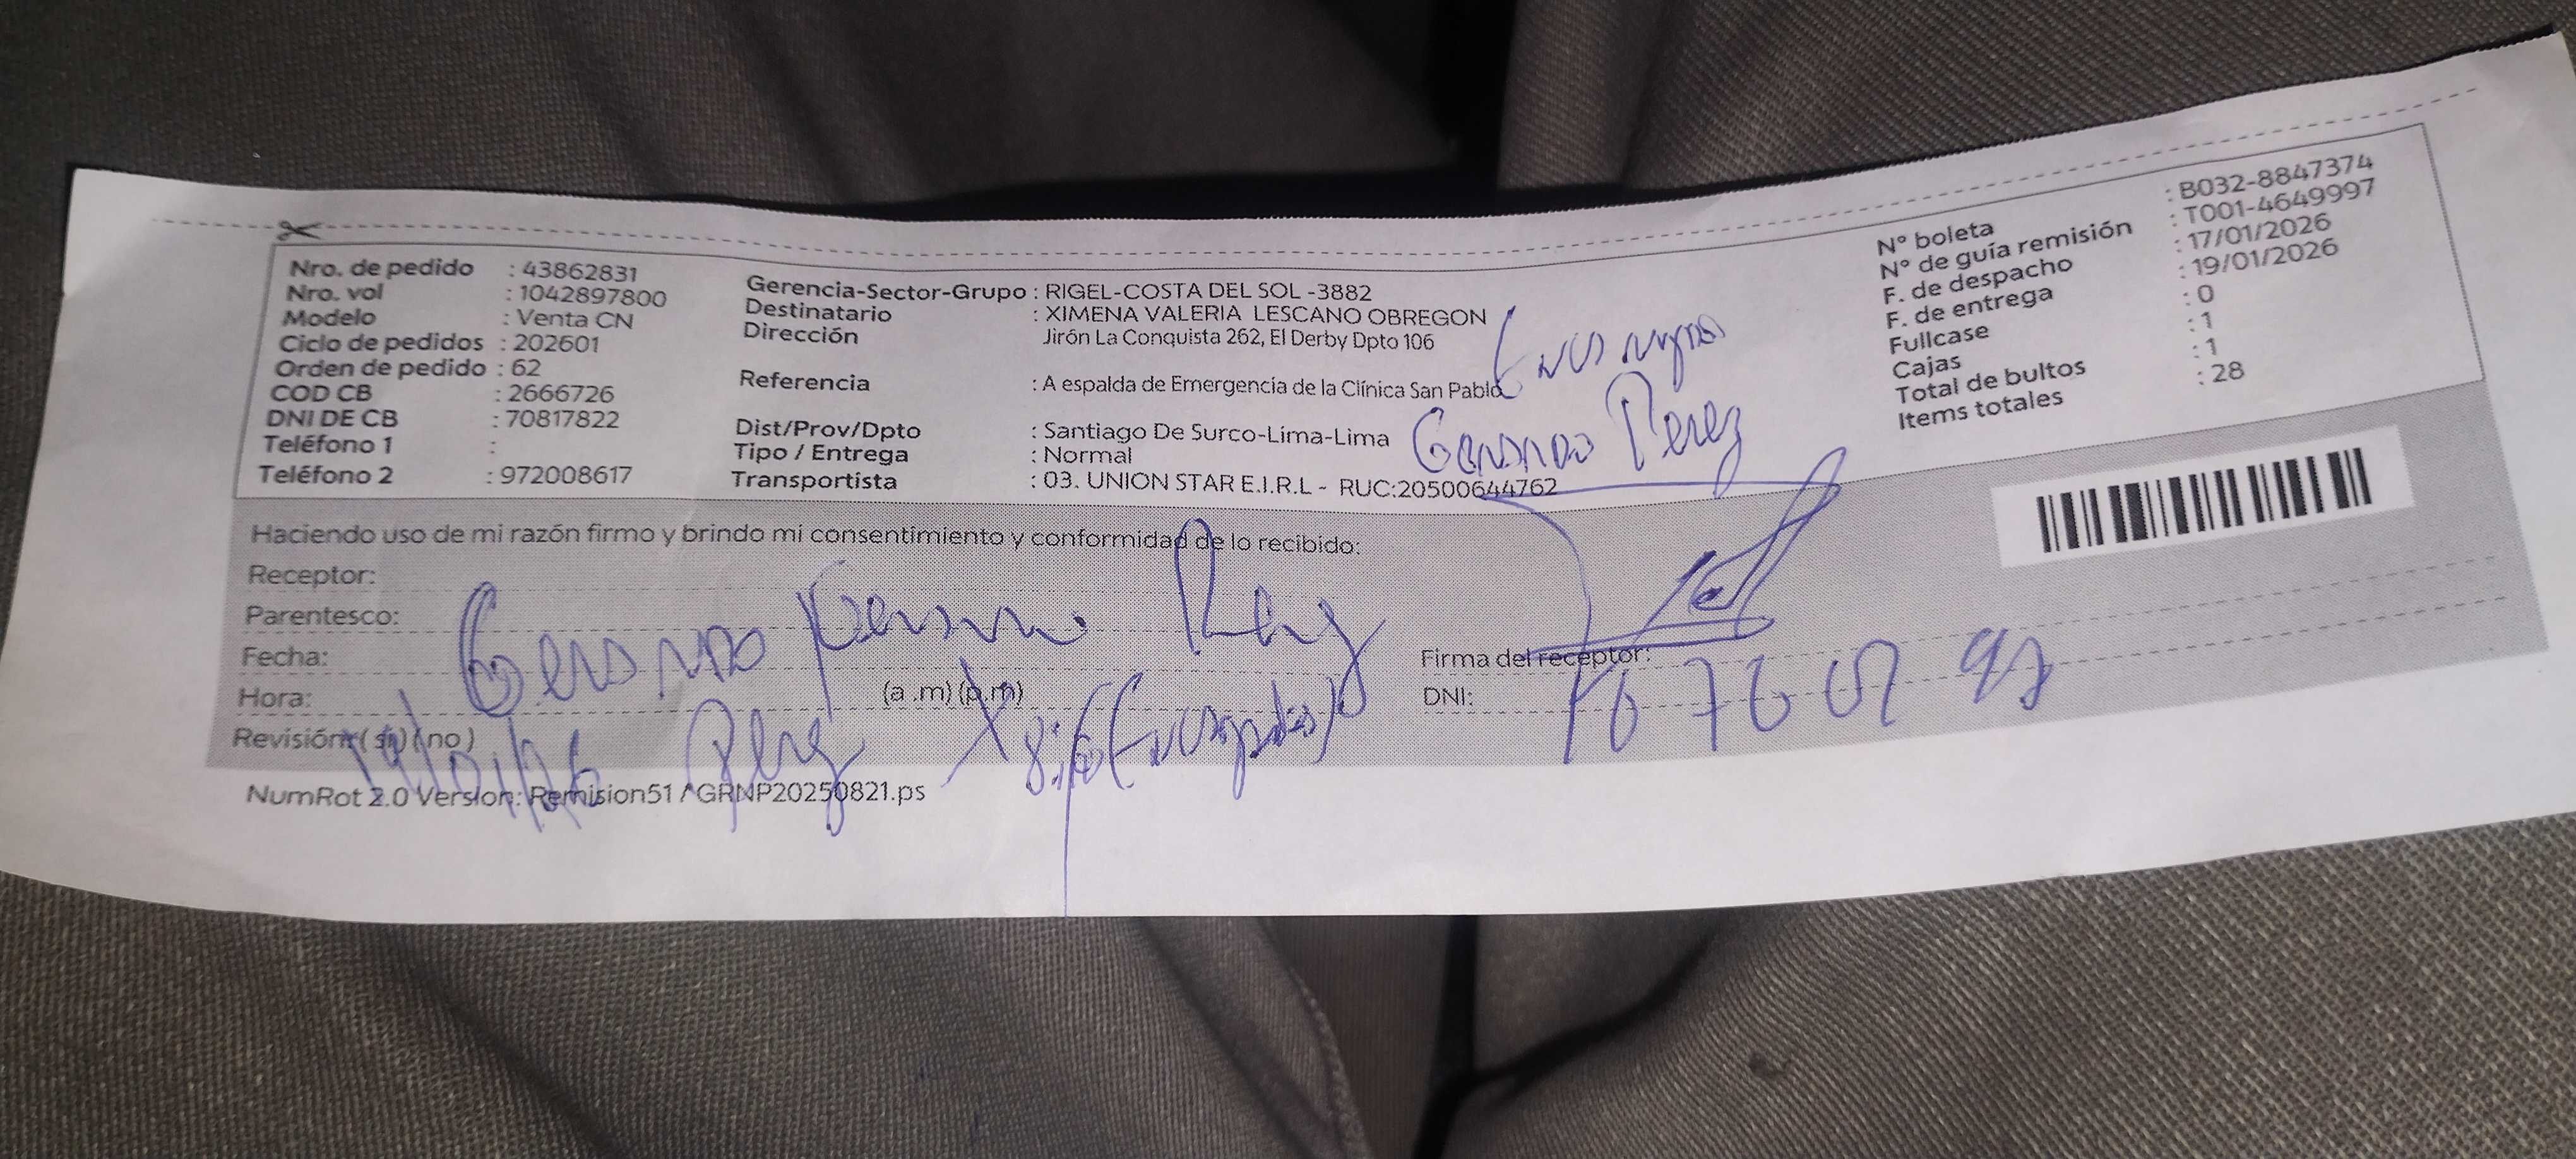 Nro. de pedido : 43862831
Nro. vol : 1042897800
Modelo : Venta CN
Ciclo de pedidos : 202601
Orden de pedido : 62
COD CB : 2666726
DNI DE CB : 70817822
Teléfono 1 :
Teléfono 2 : 972008617
Gerencia-Sector-Grupo : RIGEL-COSTA DEL SOL -3882
Destinatario : XIMENA VALERIA LESCANO OBREGON
Dirección Jirón La Conquista 262, El Derby Dpto 106
Referencia : A espalda de Emergencia de la Clínica San Pablo
Dist/Prov/Dpto : Santiago De Surco-Lima-Lima
Tipo / Entrega : Normal
Transportista : 03. UNION STAR E.I.R.L - RUC:20500644762
Perez
N° boleta : B032-8847374
N° de guía remisión : T001-4649997
F. de despacho : 17/01/2026
F. de entrega : 19/01/2026
Fullcase : 0
Cajas : 1
Total de bultos : 1
Items totales : 28
Haciendo uso de mi razón firmo y brindo mi consentimiento y conformidad de lo recibido:
Receptor:
Parentesco:
Fecha:
Hora: (a .m) (p.m)
Revisión: ( si ) ( no )
19/01/26
Firma del receptor:
DNI:
NumRot 2.0 Version: Remision51 / GRNP20250821.ps